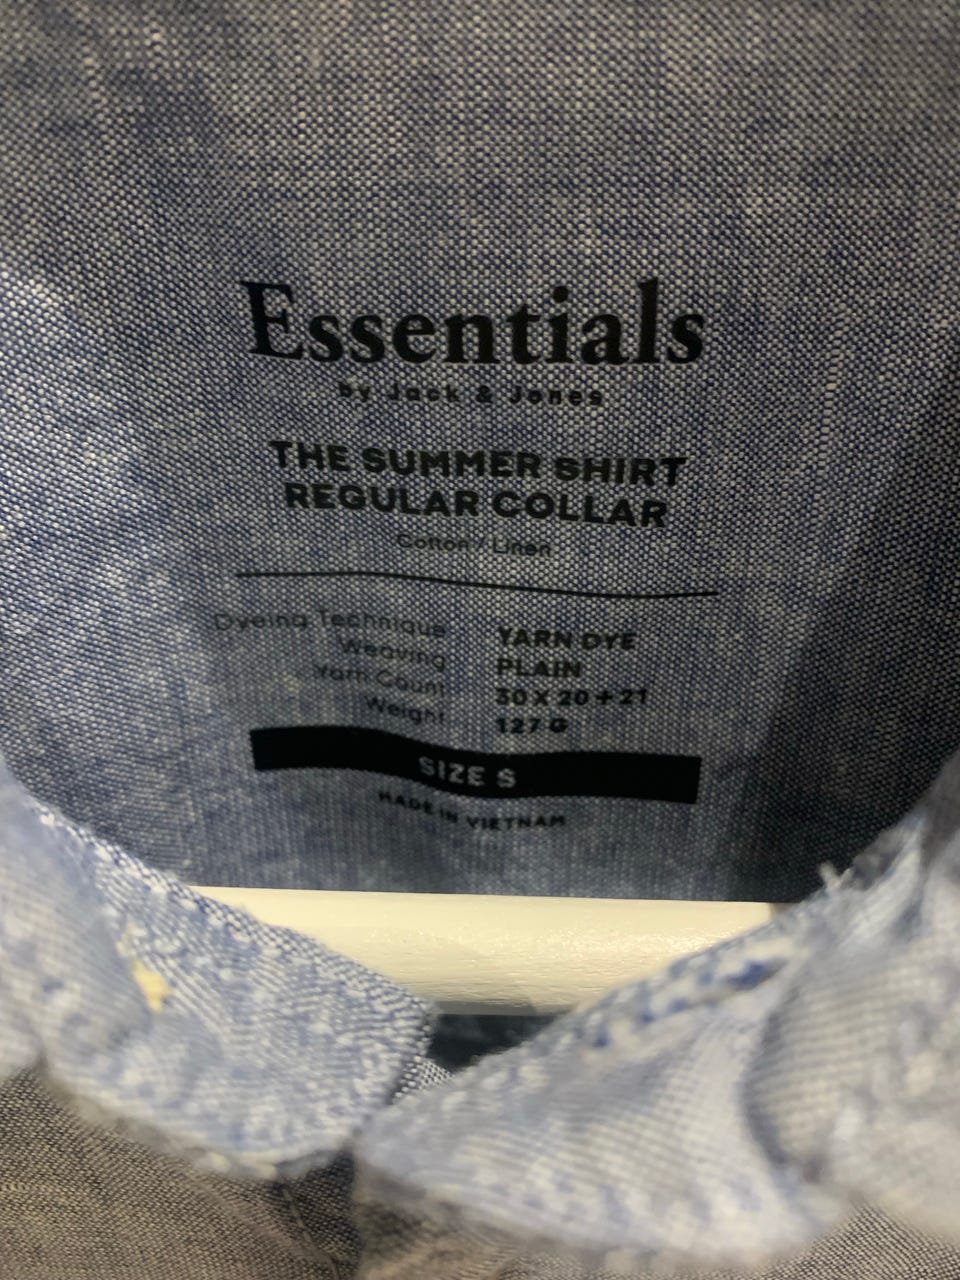 Essentials
by Jack & Jones
THE SUMMER SHIRT
REGULAR COLLAR
Cotton / Linen
Dyeing Technique YARN DYE
Weaving PLAIN
Yarn Count 30 X 20 + 21
Weight 127 G
SIZE S
MADE IN VIETNAM